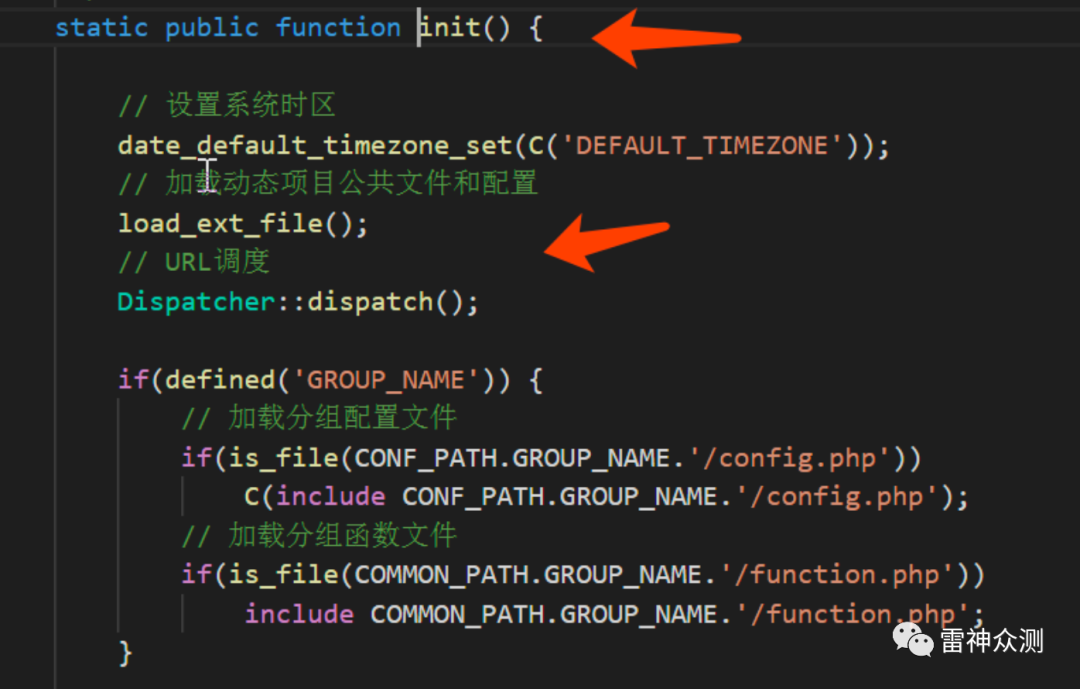 static public function init() {
// 设置系统时区
date_default_timezone_set(C('DEFAULT_TIMEZONE'));
// 加载动态项目公共文件和配置
load_ext_file();
// URL调度
Dispatcher::dispatch();
if(defined('GROUP_NAME')) {
// 加载分组配置文件
if(is_file(CONF_PATH.GROUP_NAME.'/config.php'))
C(include CONF_PATH.GROUP_NAME.'/config.php');
// 加载分组函数文件
if(is_file(COMMON_PATH.GROUP_NAME.'/function.php'))
include COMMON_PATH.GROUP_NAME.'/function.php';
}
雷神众测